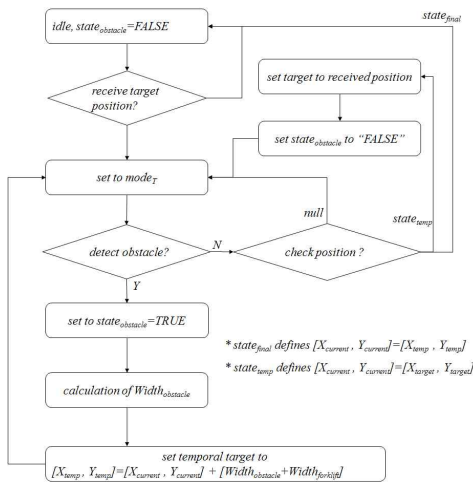 idle, state_obstacle=FALSE
state_final
receive target
position?
set target to received position
set state_obstacle to "FALSE"
set to mode_T
null
state_temp
detect obstacle?
N
check position ?
Y
set to state_obstacle=TRUE
* state_final defines [X_current , Y_current]=[X_temp , Y_temp]
* state_temp defines [X_current , Y_current]=[X_target , Y_target]
calculation of Width_obstacle
set temporal target to
[X_temp , Y_temp]=[X_current , Y_current] + [Width_obstacle+Width_forklift]